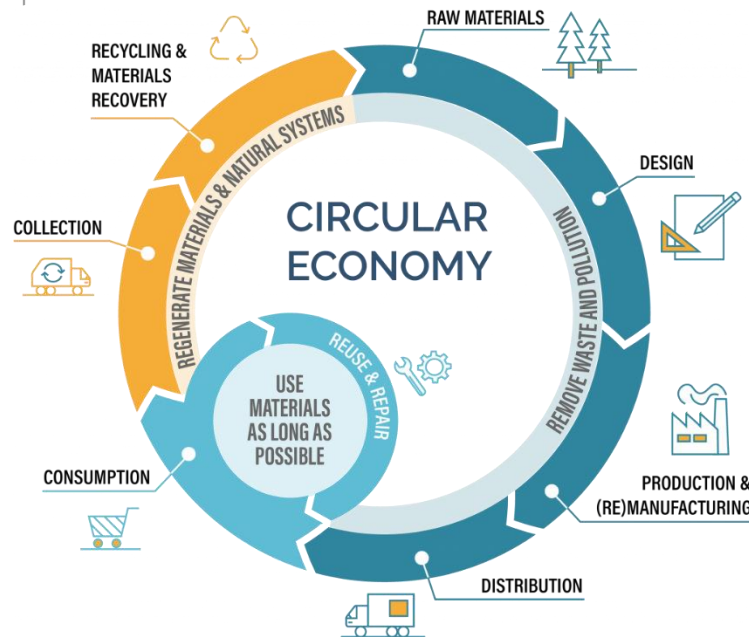 RAW MATERIALS
RECYCLING &
MATERIALS
RECOVERY
DESIGN
COLLECTION
CIRCULAR
ECONOMY
REGENERATE MATERIALS & NATURAL SYSTEMS
REMOVE WASTE AND POLLUTION
REUSE & REPAIR
USE
MATERIALS
AS LONG AS
POSSIBLE
CONSUMPTION
PRODUCTION &
(RE)MANUFACTURING
DISTRIBUTION